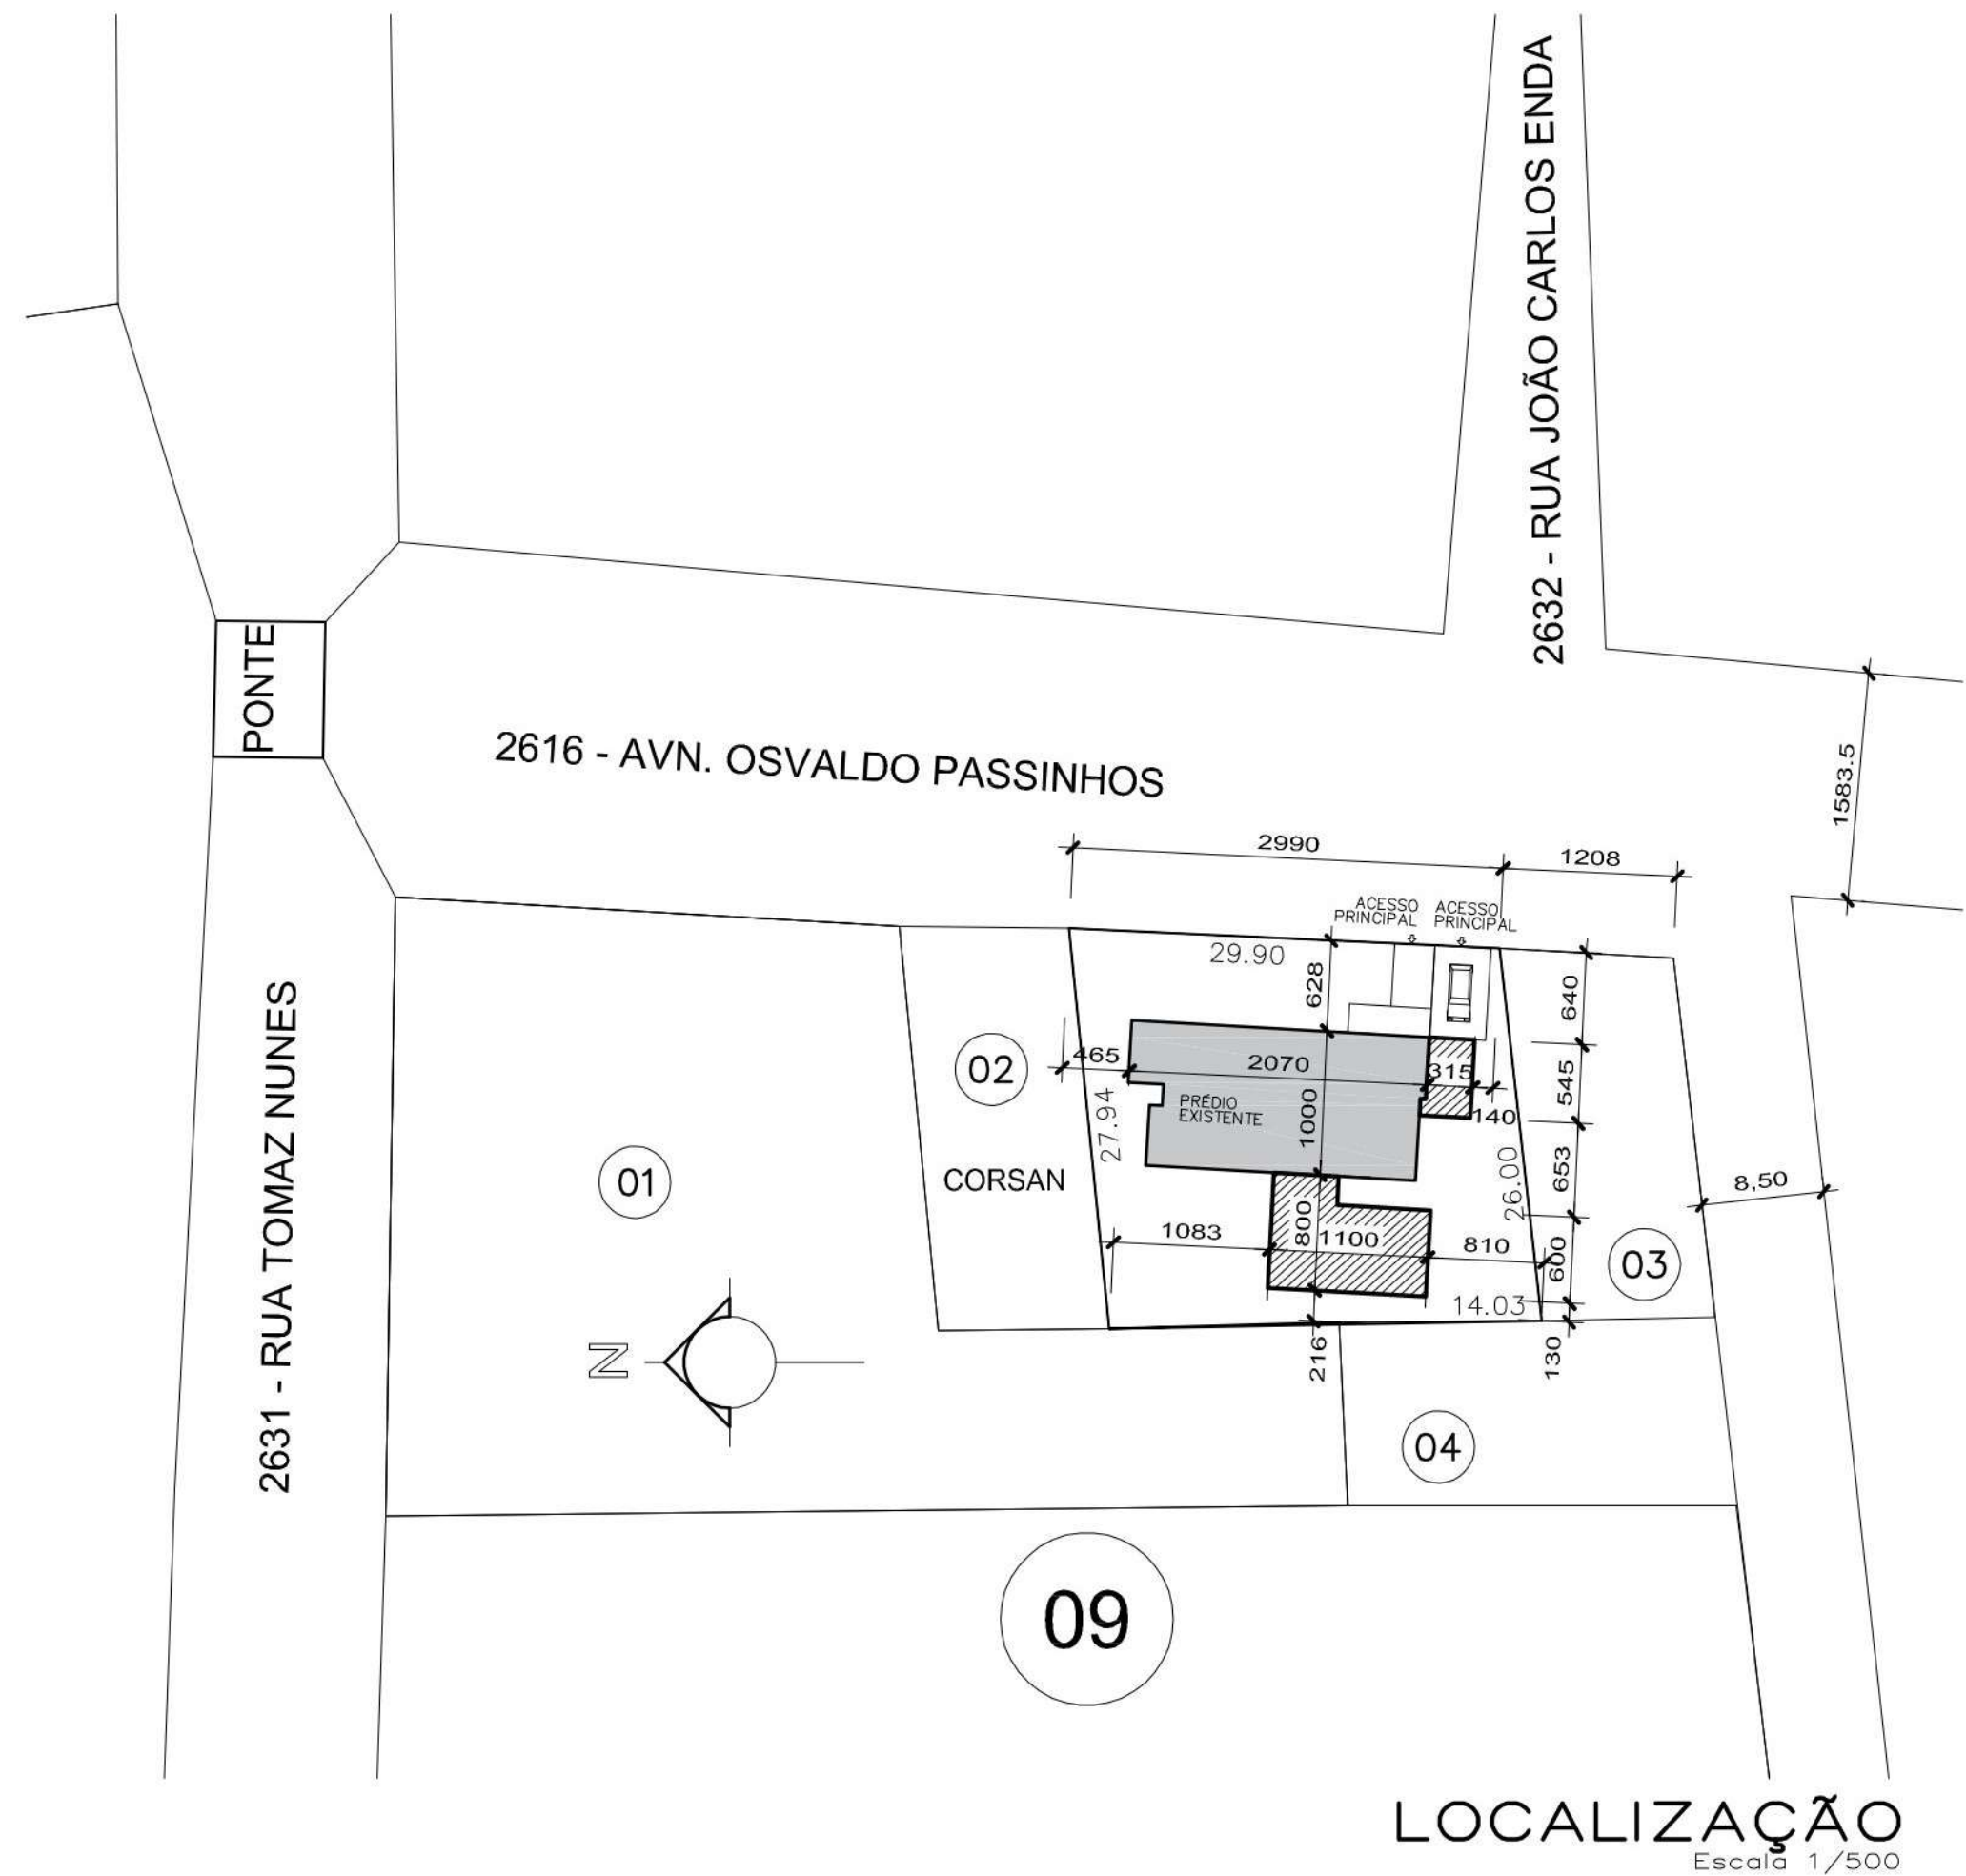 2632 - RUA JOÃO CARLOS ENDA
PONTE
2616 - AVN. OSVALDO PASSINHOS
1583.5
2990
1208
ACESSO
PRINCIPAL
ACESSO
PRINCIPAL
29.90
628
640
2631 - RUA TOMAZ NUNES
02
465
2070
315
545
PRÉDIO
EXISTENTE
1000
140
27.94
01
CORSAN
26.00
653
8,50
1083
800
1100
810
600
03
14.03
N
216
130
04
09
LOCALIZAÇÃO
Escala 1/500